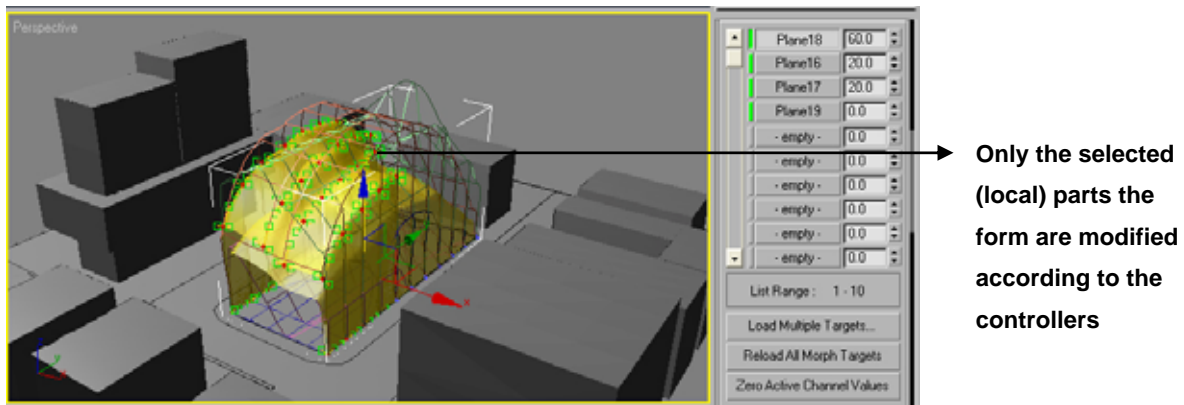 Perspective
Plane18 60.0
Plane16 20.0
Plane17 20.0
Plane19 0.0
- empty - 0.0
- empty - 0.0
- empty - 0.0
- empty - 0.0
- empty - 0.0
- empty - 0.0
List Range : 1 - 10
Load Multiple Targets...
Reload All Morph Targets
Zero Active Channel Values
x
Only the selected
(local) parts the
form are modified
according to the
controllers